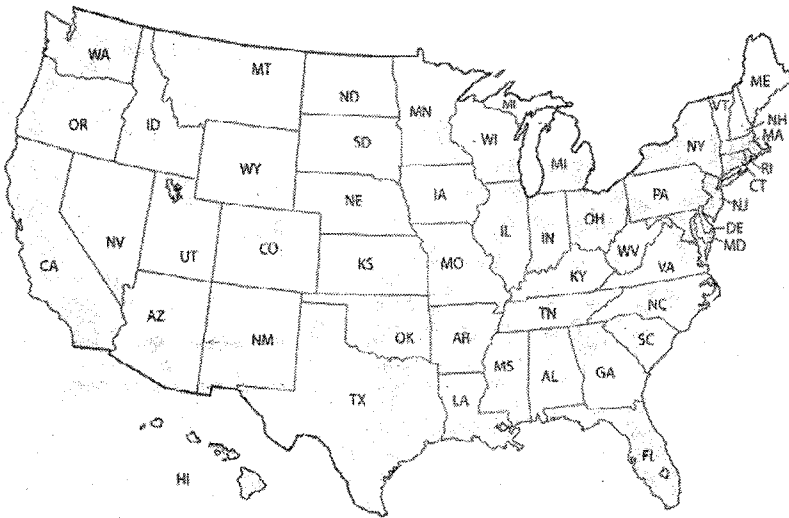 WA
MT
ND
MN
MI
ME
VT
NH
MA
OR
ID
SD
WI
NY
WY
MI
RI
CT
NE
IA
PA
NJ
NV
UT
CO
IL
IN
OH
DE
MD
WV
CA
KS
MO
KY
VA
AZ
NM
OK
AR
TN
NC
SC
MS
AL
GA
TX
LA
FL
HI